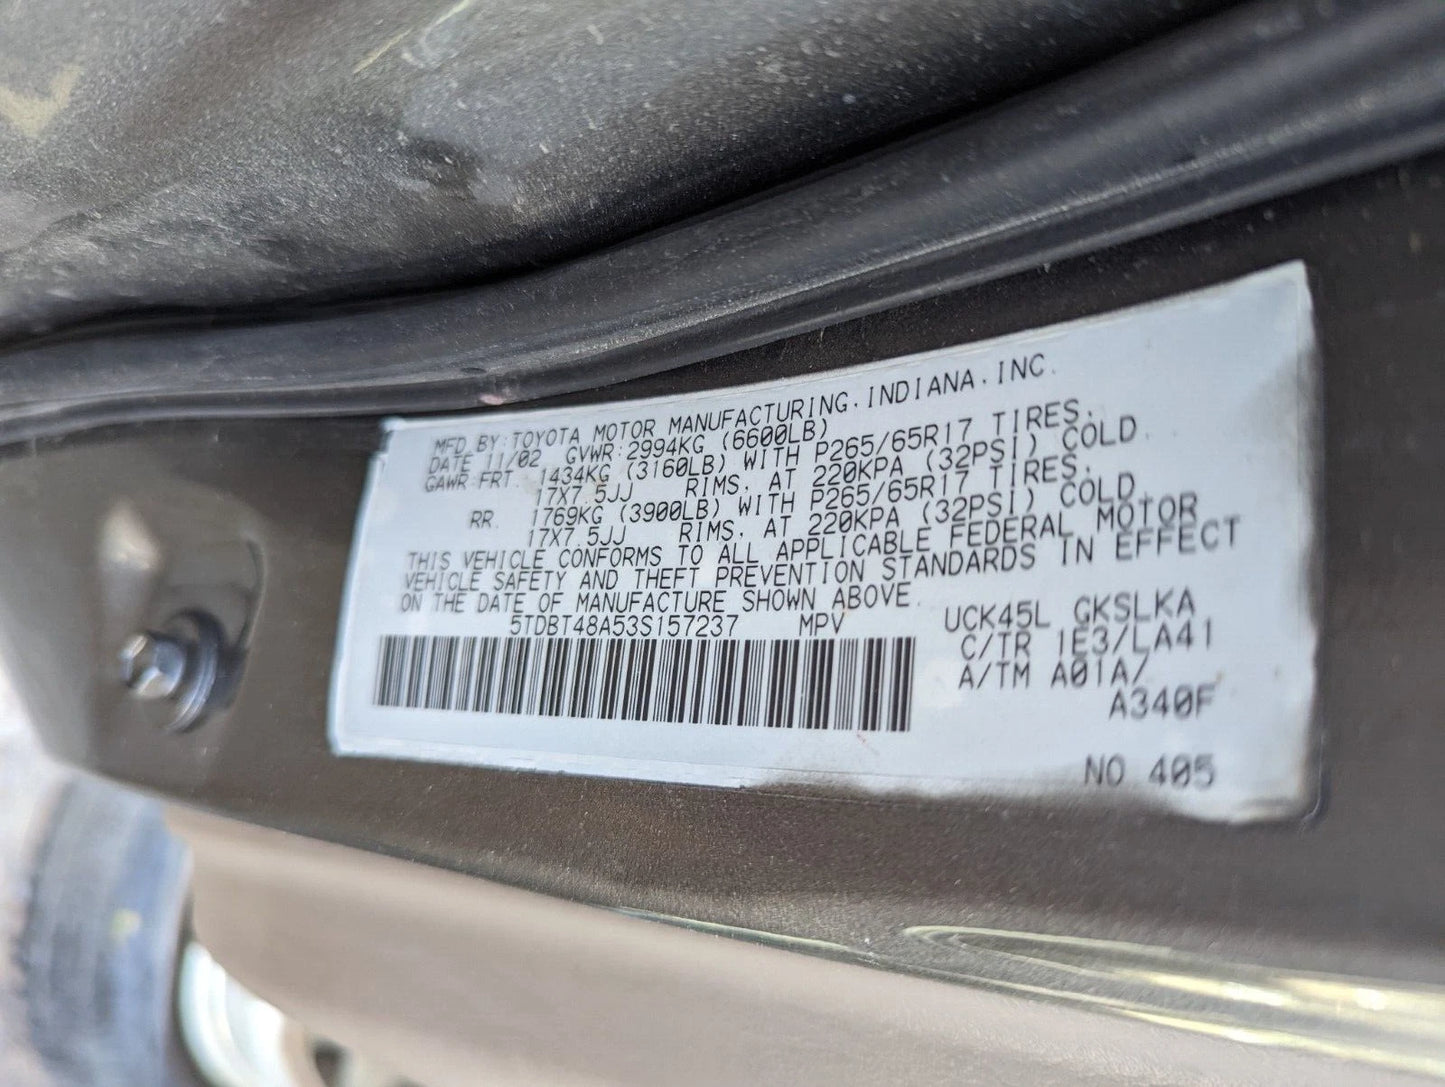 MFD. BY: TOYOTA MOTOR MANUFACTURING, INDIANA, INC.
DATE 11/02 GVWR: 2994KG (6600LB)
GAWR FRT. 1434KG (3160LB) WITH P265/65R17 TIRES,
17X7.5JJ RIMS, AT 220KPA (32PSI) COLD.
RR. 1769KG (3900LB) WITH P265/65R17 TIRES,
17X7.5JJ RIMS, AT 220KPA (32PSI) COLD.
THIS VEHICLE CONFORMS TO ALL APPLICABLE FEDERAL MOTOR
VEHICLE SAFETY AND THEFT PREVENTION STANDARDS IN EFFECT
ON THE DATE OF MANUFACTURE SHOWN ABOVE.
5TDBT48A53S157237 MPV
UCK45L GKSLKA
C/TR 1E3/LA41
A/TM A01A/
A340F
NO 405